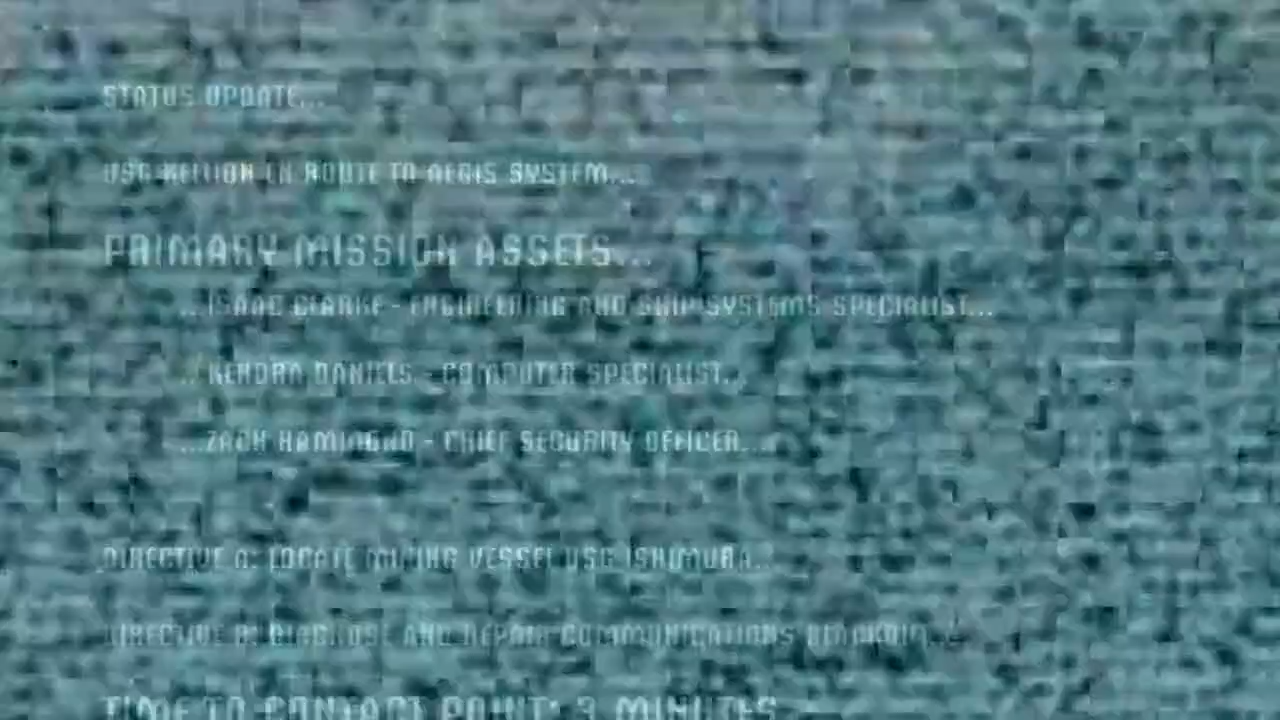 STATUS UPDATE...
USG KELLION EN ROUTE TO AEGIS SYSTEM...
PRIMARY MISSION ASSETS...
...ISAAC CLARKE - ENGINEERING AND SHIP SYSTEMS SPECIALIST...
...KENDRA DANIELS - COMPUTER SPECIALIST...
...ZACH HAMMOND - CHIEF SECURITY OFFICER...
DIRECTIVE A: LOCATE MINING VESSEL USG ISHIMURA...
DIRECTIVE B: DIAGNOSE AND REPAIR COMMUNICATIONS BLACKOUT...
TIME TO CONTACT POINT: 3 MINUTES